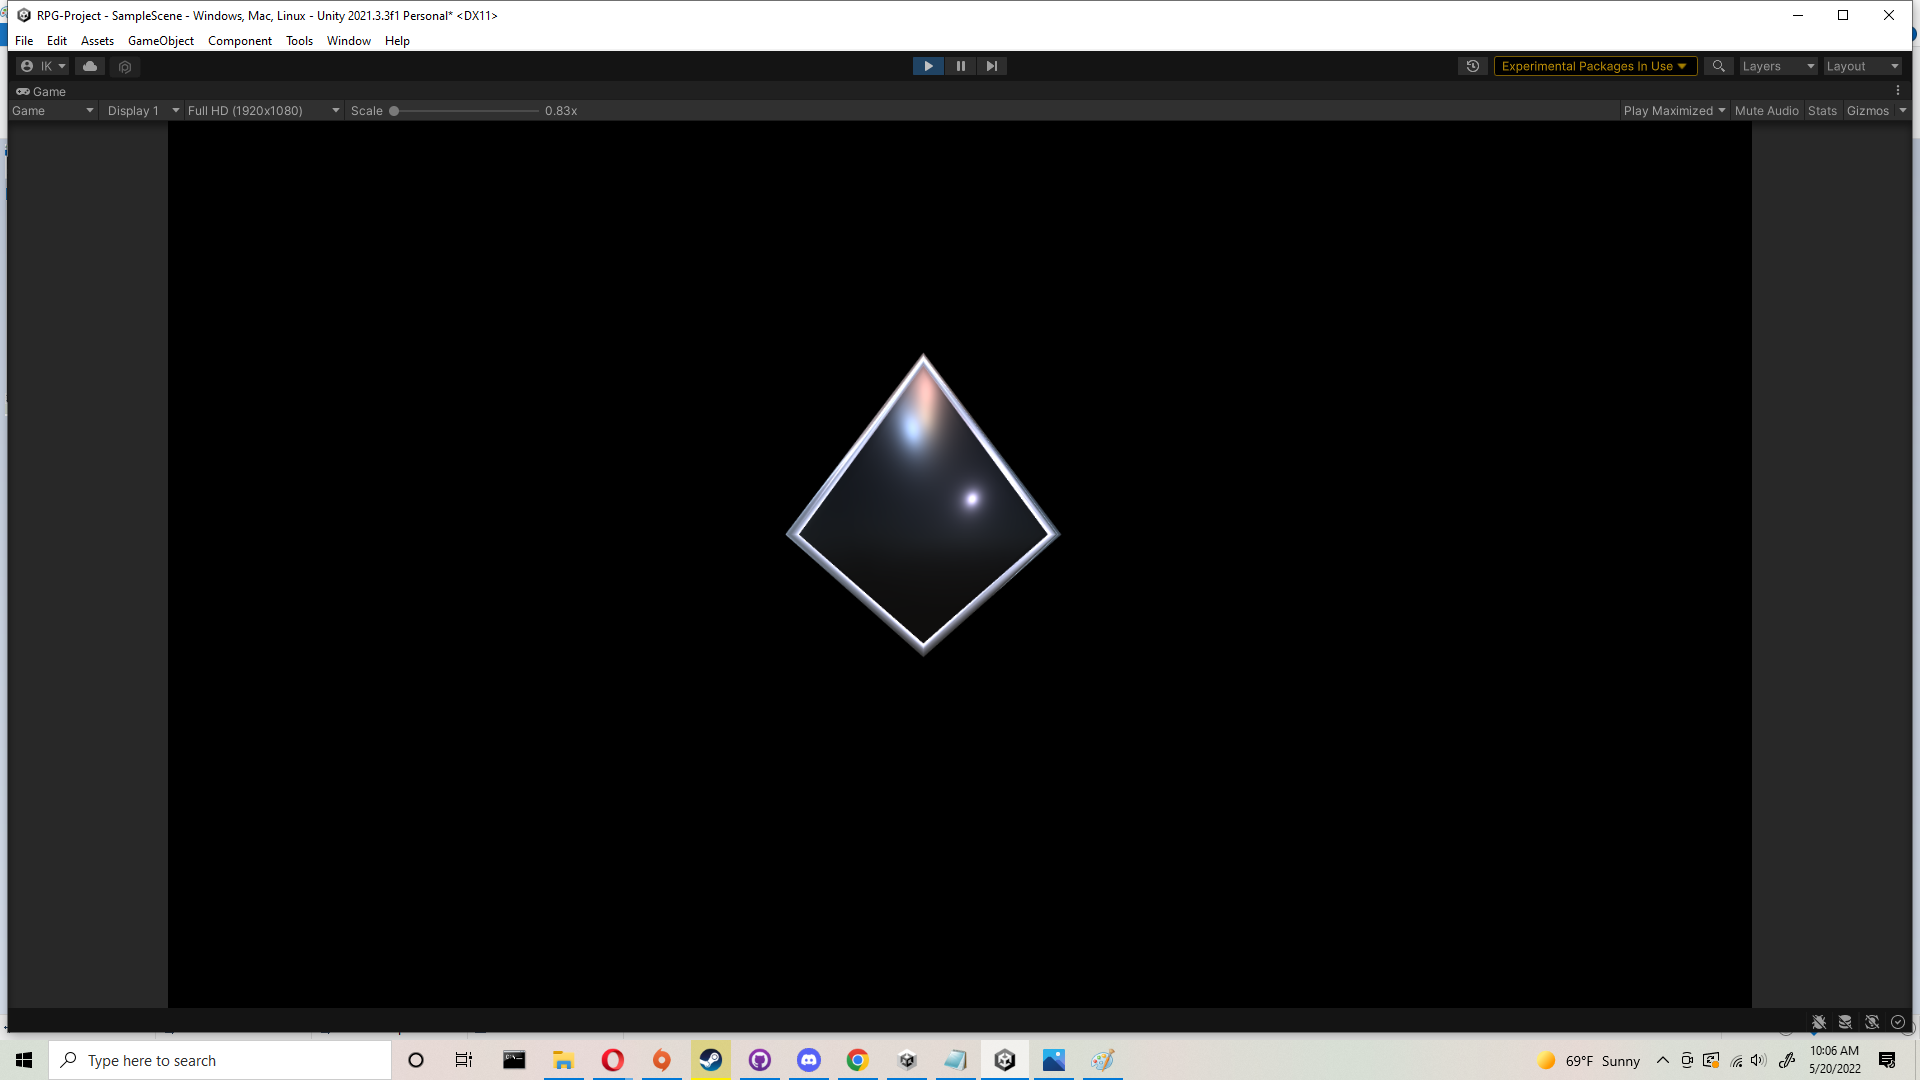 RPG-Project - SampleScene - Windows, Mac, Linux - Unity 2021.3.3f1 Personal* <DX11>
File Edit Assets GameObject Component Tools Window Help
IK Experimental Packages In Use Layers Layout
Game
Game Display 1 Full HD (1920x1080) Scale 0.83x Play Maximized Mute Audio Stats Gizmos
Type here to search 69°F Sunny 10:06 AM
5/20/2022